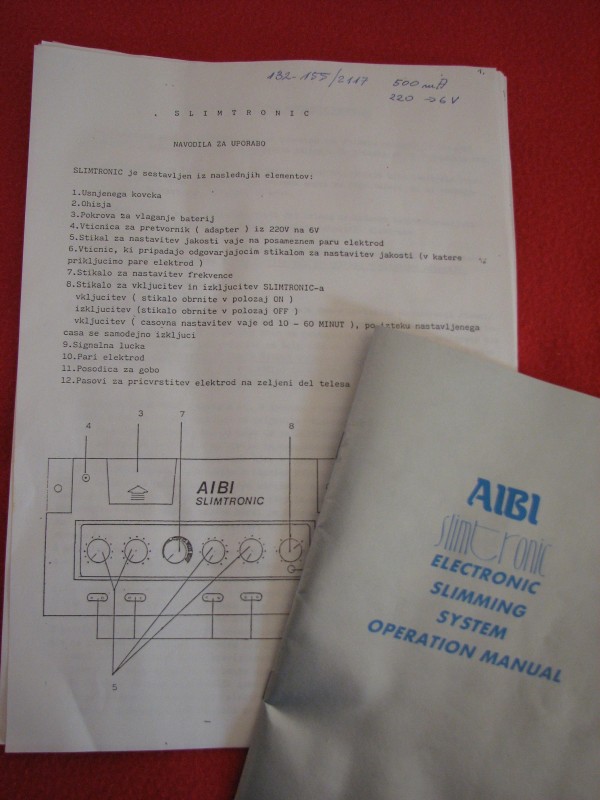 1.
132-155/2117 500 mA
220 → 6V
. S L I M T R O N I C
NAVODILA ZA UPORABO
SLIMTRONIC je sestavljen iz naslednjih elementov:
1.Usnjenega kovcka
2.Ohisja
3.Pokrova za vlaganje baterij
4.Vticnica za pretvornik ( adapter ) iz 220V na 6V
5.Stikal za nastavitev jakosti vaje na posameznem paru elektrod
6.Vticnic, ki pripadajo odgovarjajocim stikalom za nastavitev jakosti (v katere
prikljucimo pare elektrod )
7.Stikalo za nastavitev frekvence
8.Stikalo za vkljucitev in izkljucitev SLIMTRONIC-a
vkljucitev ( stikalo obrnite v polozaj ON )
izkljucitev (stikalo obrnite v polozaj OFF )
vkljucitev ( casovna nastavitev vaje od 10 - 60 MINUT ), po isteku nastavljenega
casa se samodejno izkljuci
9.Signalna lucka
10.Pari elektrod
11.Posodica za gobo
12.Pasovi za pricvrstitev elektrod na zeljeni del telesa
4 3 7 8
AIBI
SLIMTRONIC
5
AIBI
slimtronic
ELECTRONIC
SLIMMING
SYSTEM
OPERATION MANUAL